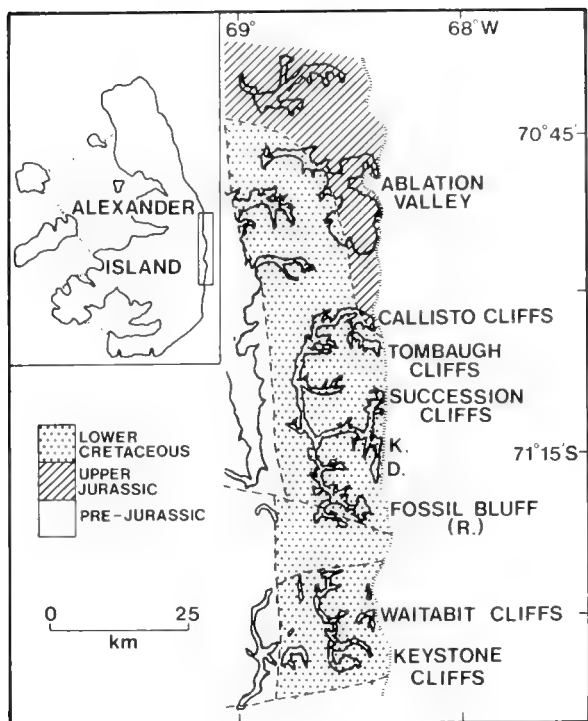 69°
68°W
70°45'
ABLATION
VALLEY
ALEXANDER
ISLAND
CALLISTO CLIFFS
TOMBAUGH
CLIFFS
SUCCESSION
CLIFFS
K.
D.
71°15'S
FOSSIL BLUFF
(R.)
LOWER
CRETACEOUS
UPPER
JURASSIC
PRE-JURASSIC
0 25
km
WAITABIT CLIFFS
KEYSTONE
CLIFFS